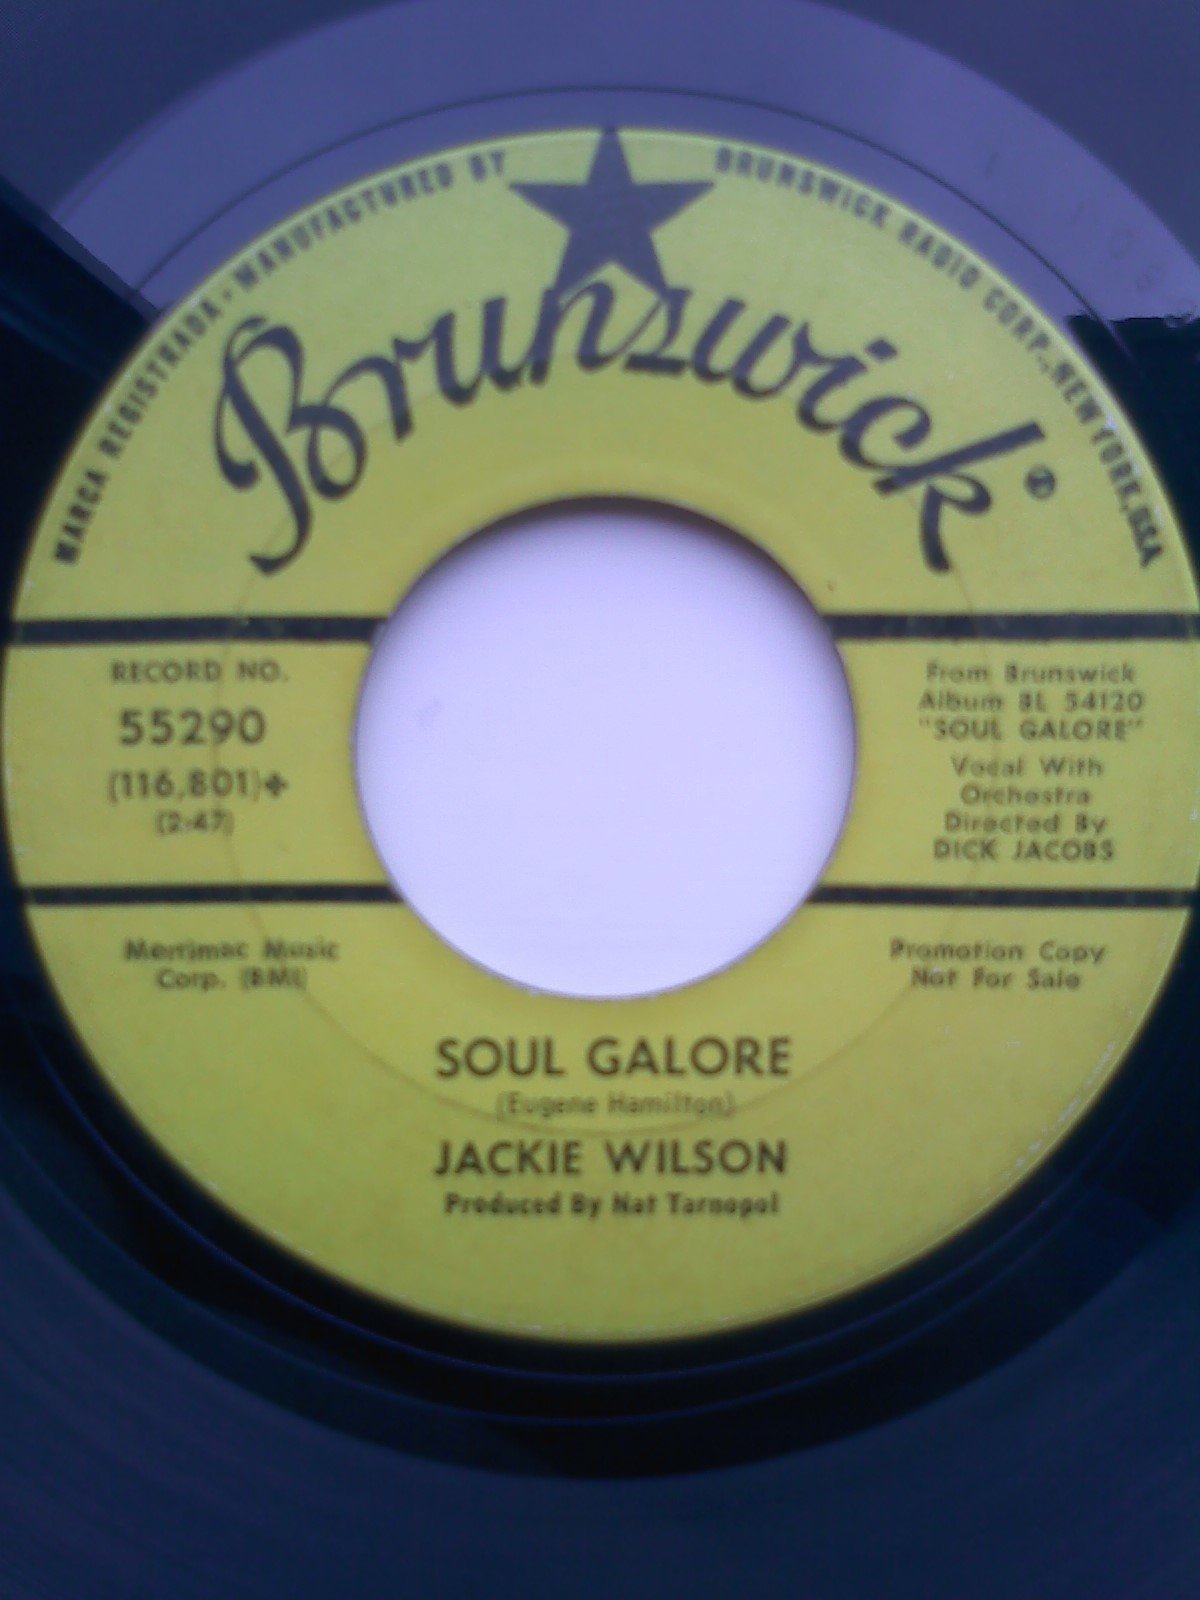 MARCA REGISTRADA • MANUFACTURED BY BRUNSWICK RADIO CORP., NEW YORK, USA
Brunswick ®
RECORD NO.
55290
(116,801)+
(2:47)
From Brunswick
Album BL 54120
"SOUL GALORE"
Vocal With
Orchestra
Directed By
DICK JACOBS
Merrimac Music
Corp. (BMI)
Promotion Copy
Not For Sale
SOUL GALORE
(Eugene Hamilton)
JACKIE WILSON
Produced By Nat Tarnopol